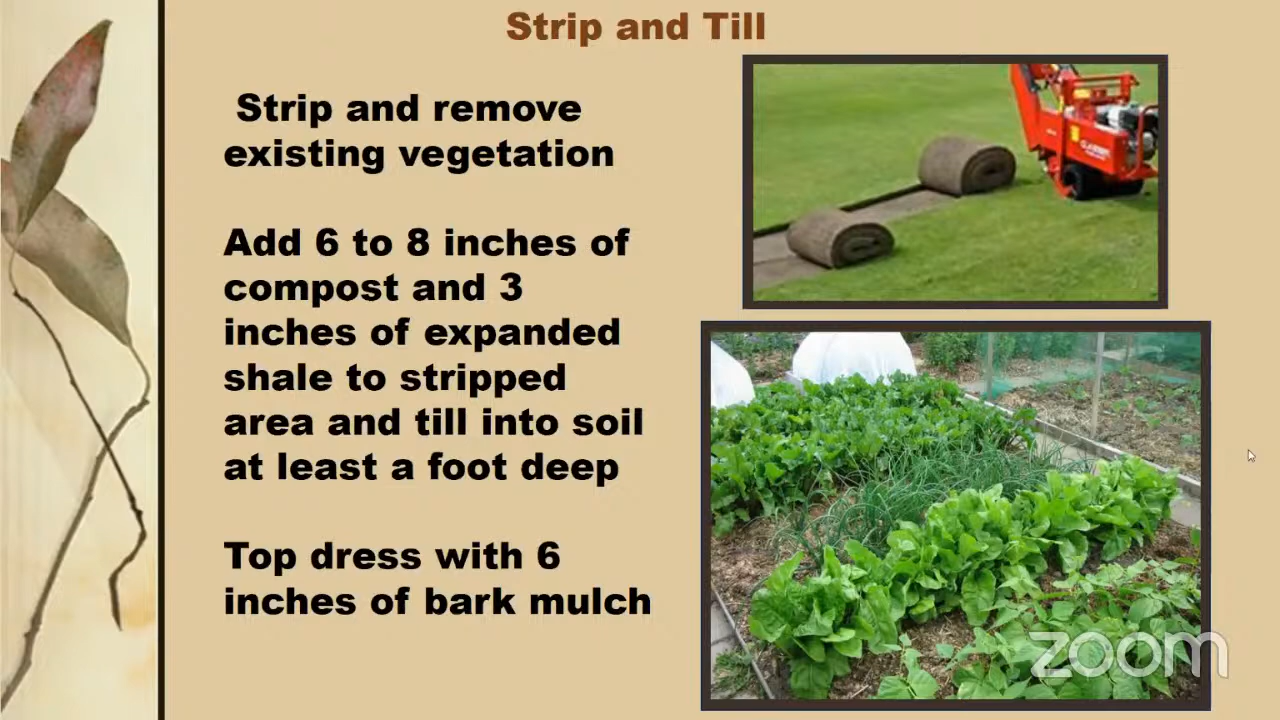 Strip and Till
Strip and remove
existing vegetation
Add 6 to 8 inches of
compost and 3
inches of expanded
shale to stripped
area and till into soil
at least a foot deep
Top dress with 6
inches of bark mulch
zoom